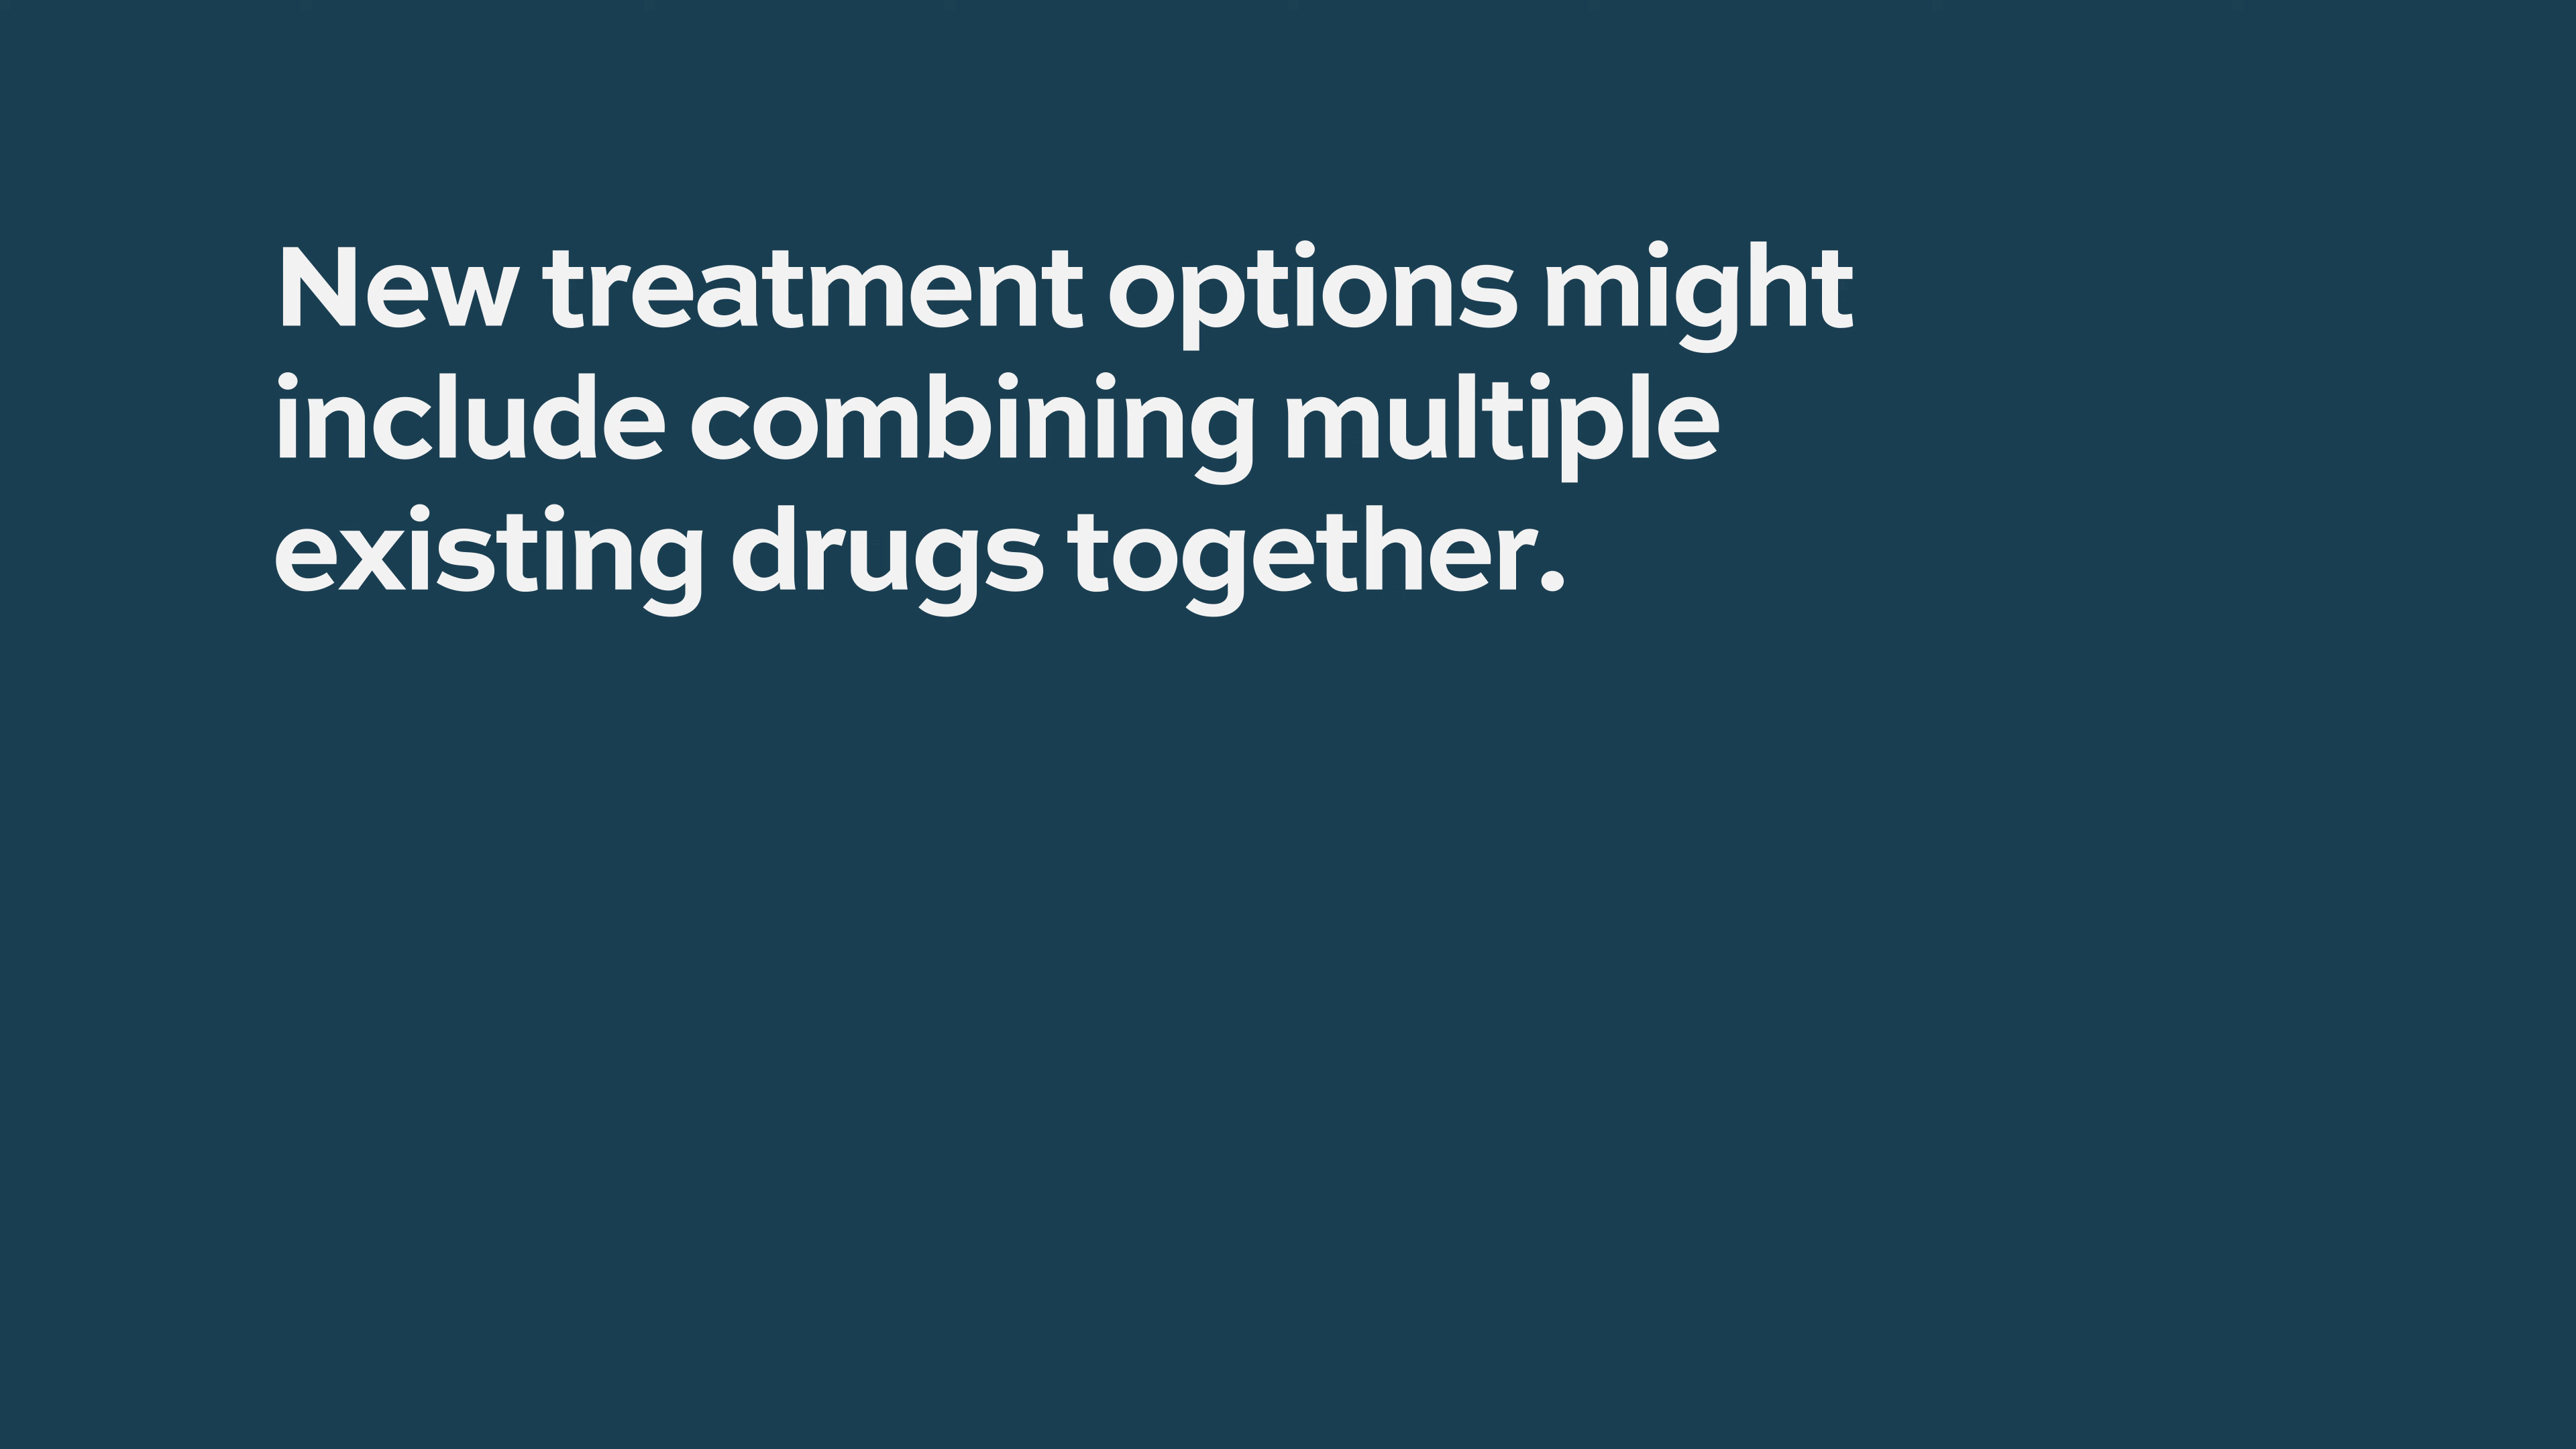 New treatment options might
include combining multiple
existing drugs together.